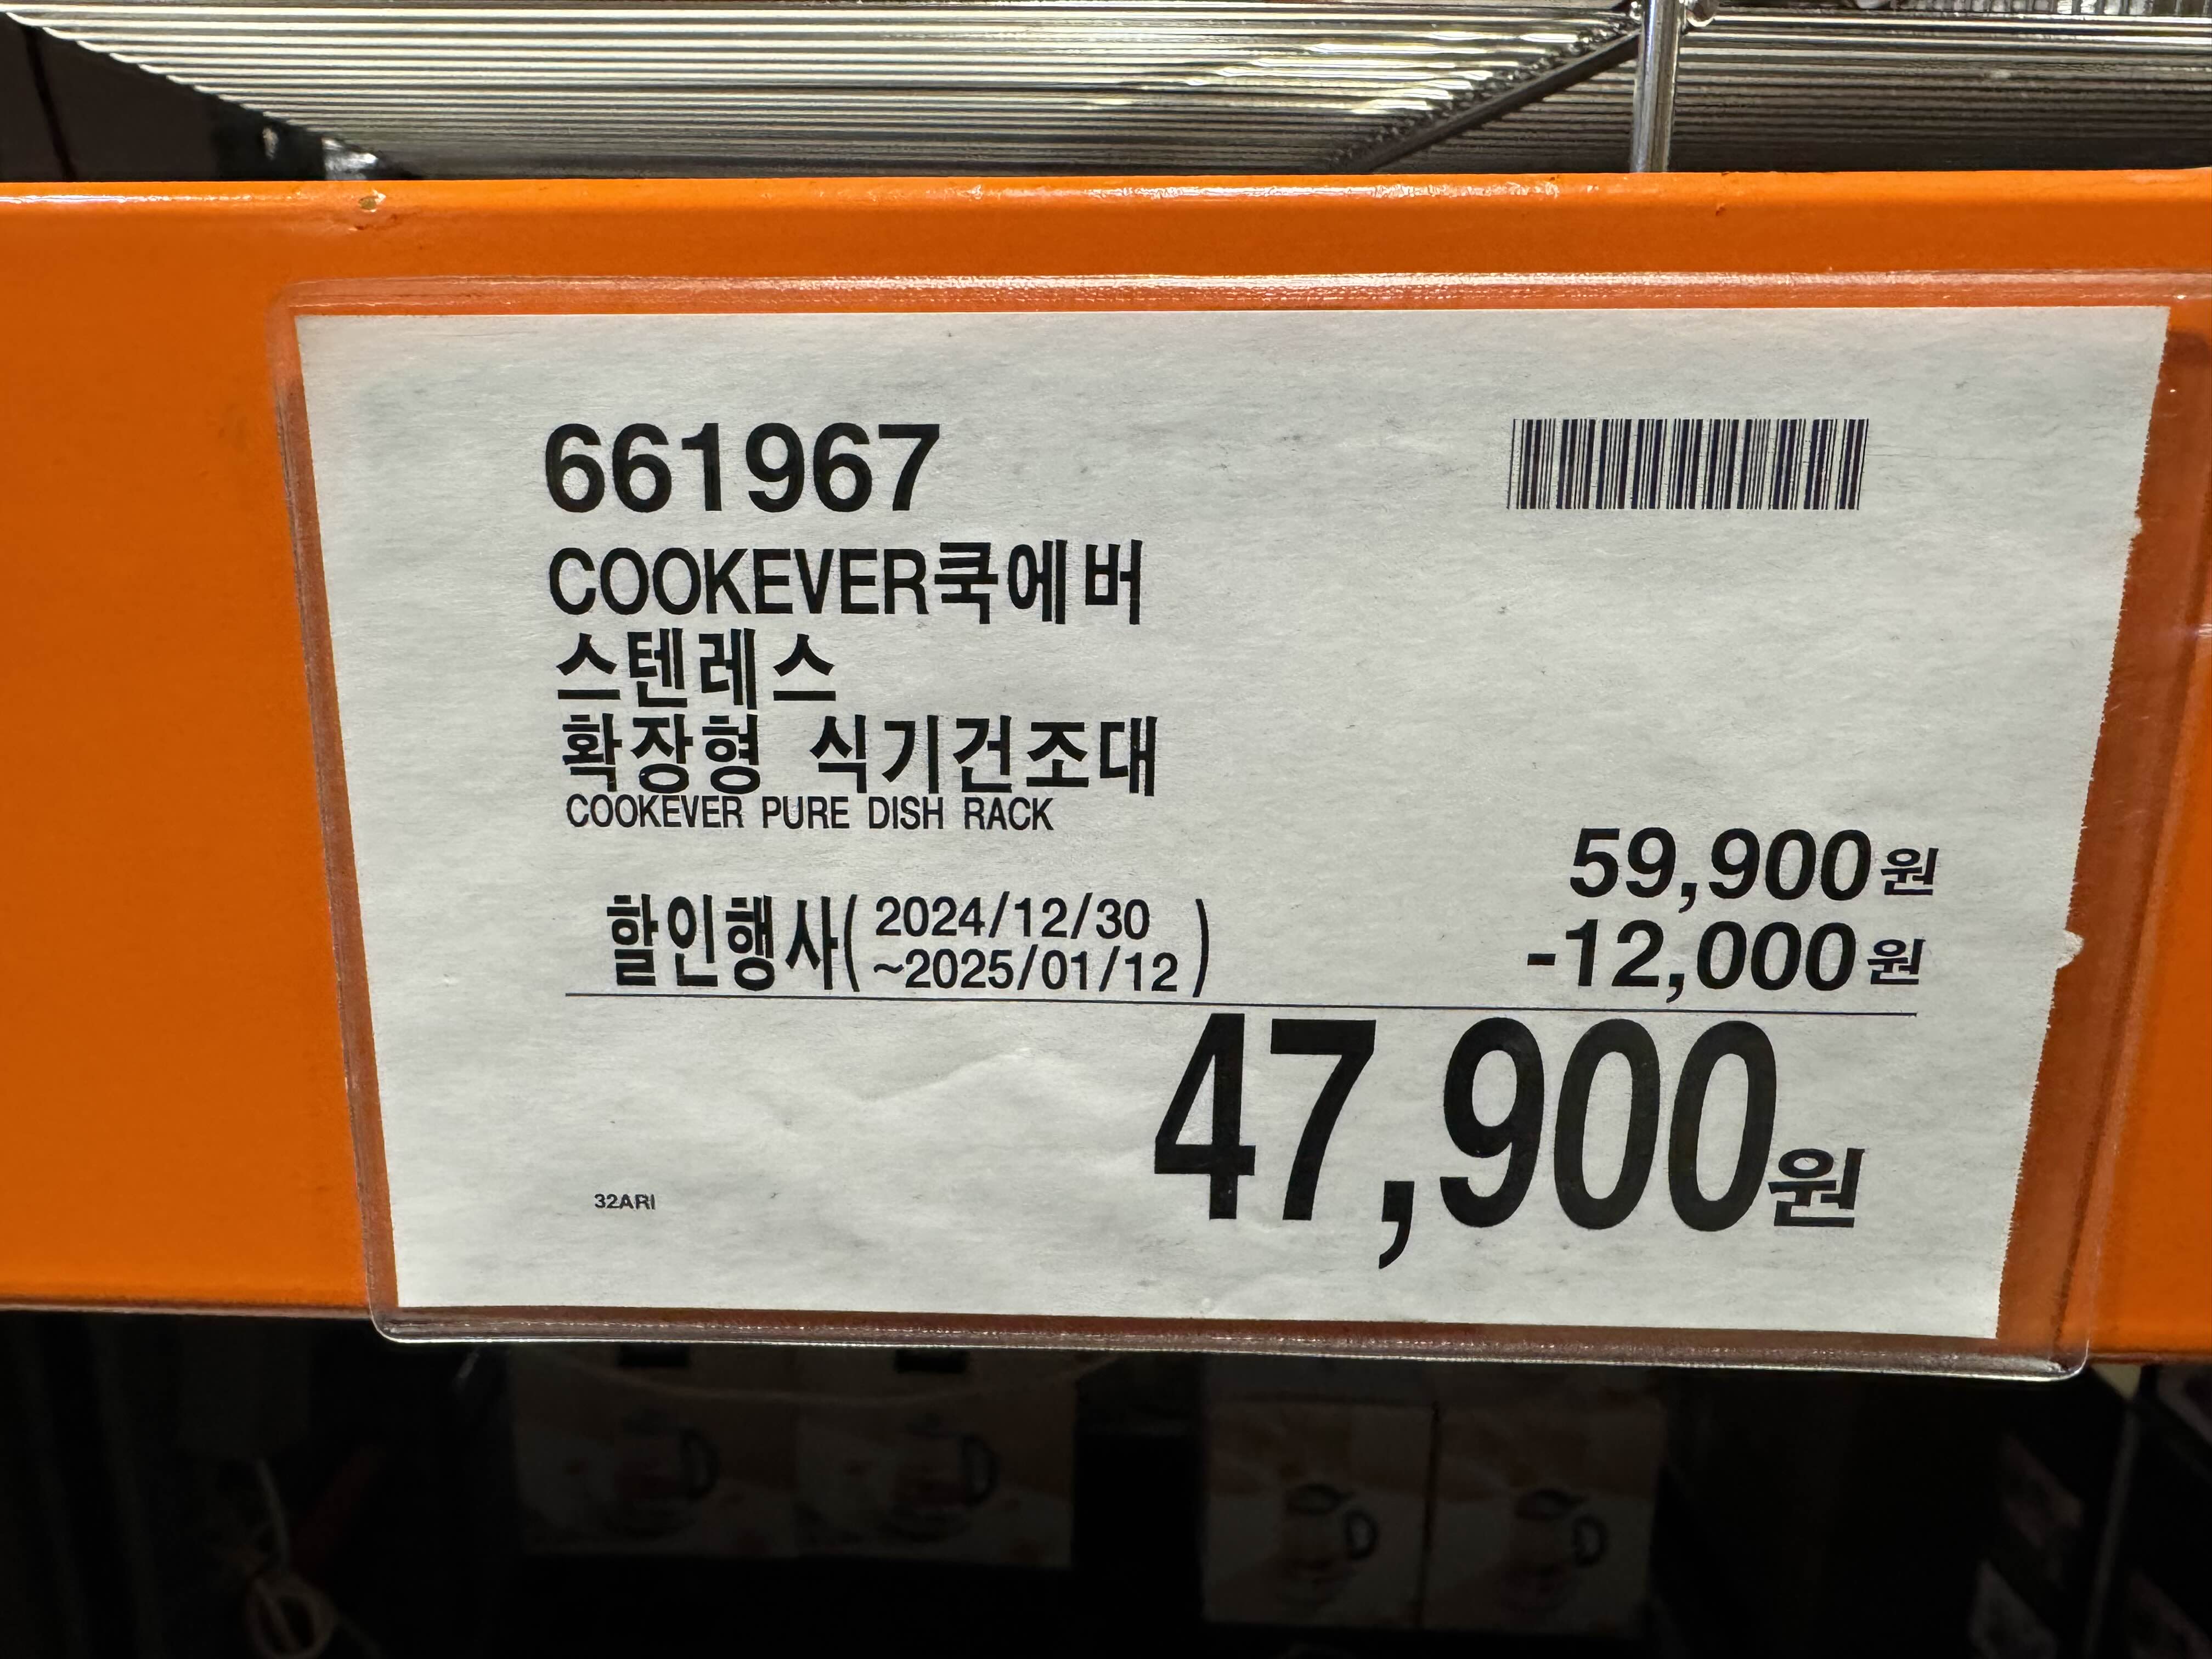 661967
COOKEVER쿡에버
스텐레스
확장형 식기건조대
COOKEVER PURE DISH RACK
59,900원
할인행사( 2024/12/30
~2025/01/12 )
-12,000원
47,900원
32ARI